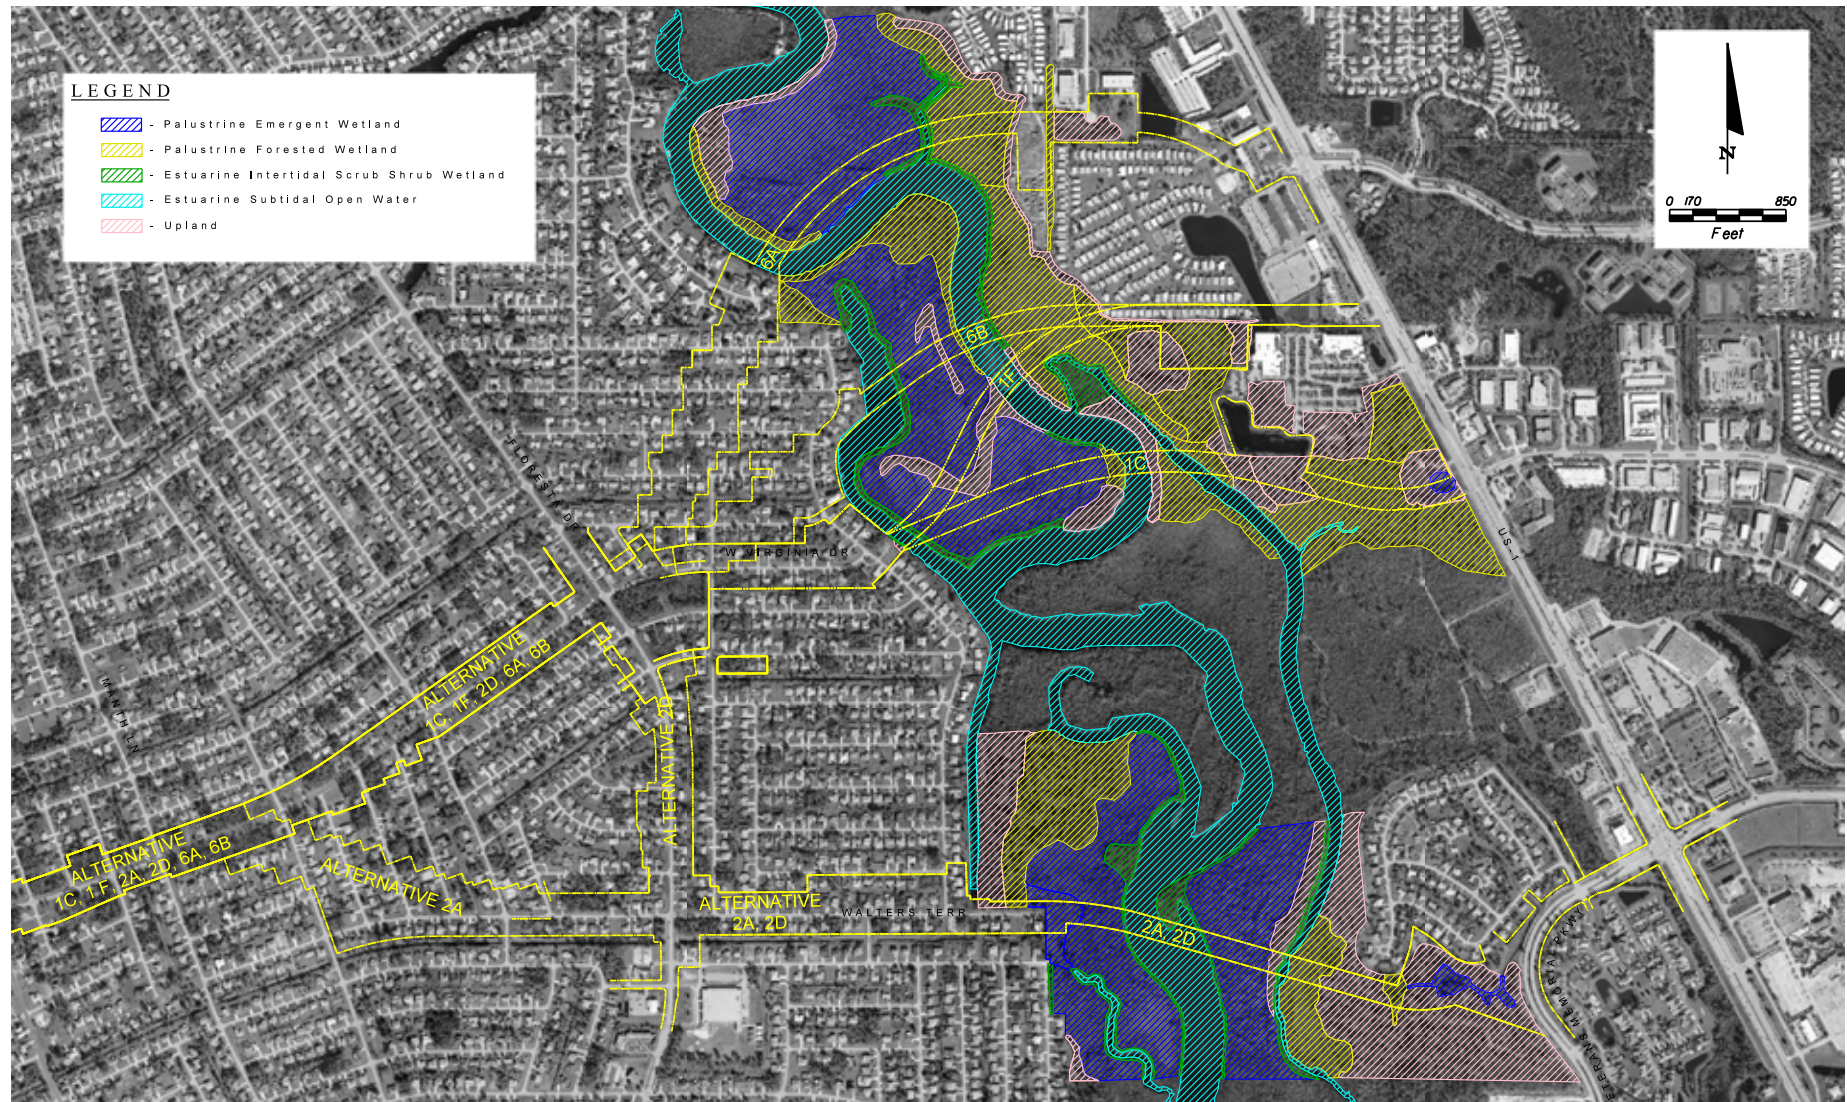 LEGEND
- Palustrine Emergent Wetland
- Palustrine Forested Wetland
- Estuarine Intertidal Scrub Shrub Wetland
- Estuarine Subtidal Open Water
- Upland
N
0 170 850
Feet
6A
6B
1F
1C
FLORESTA DR
W VIRGINIA DR
US-1
ALTERNATIVE
1C, 1F, 2D, 6A, 6B
MANTH LN
ALTERNATIVE 2D
ALTERNATIVE
1C, 1F, 2A, 2D, 6A, 6B
ALTERNATIVE 2A
ALTERNATIVE
2A, 2D
WALTERS TERR
2A, 2D
ETERANS MEMORIAL PKWY